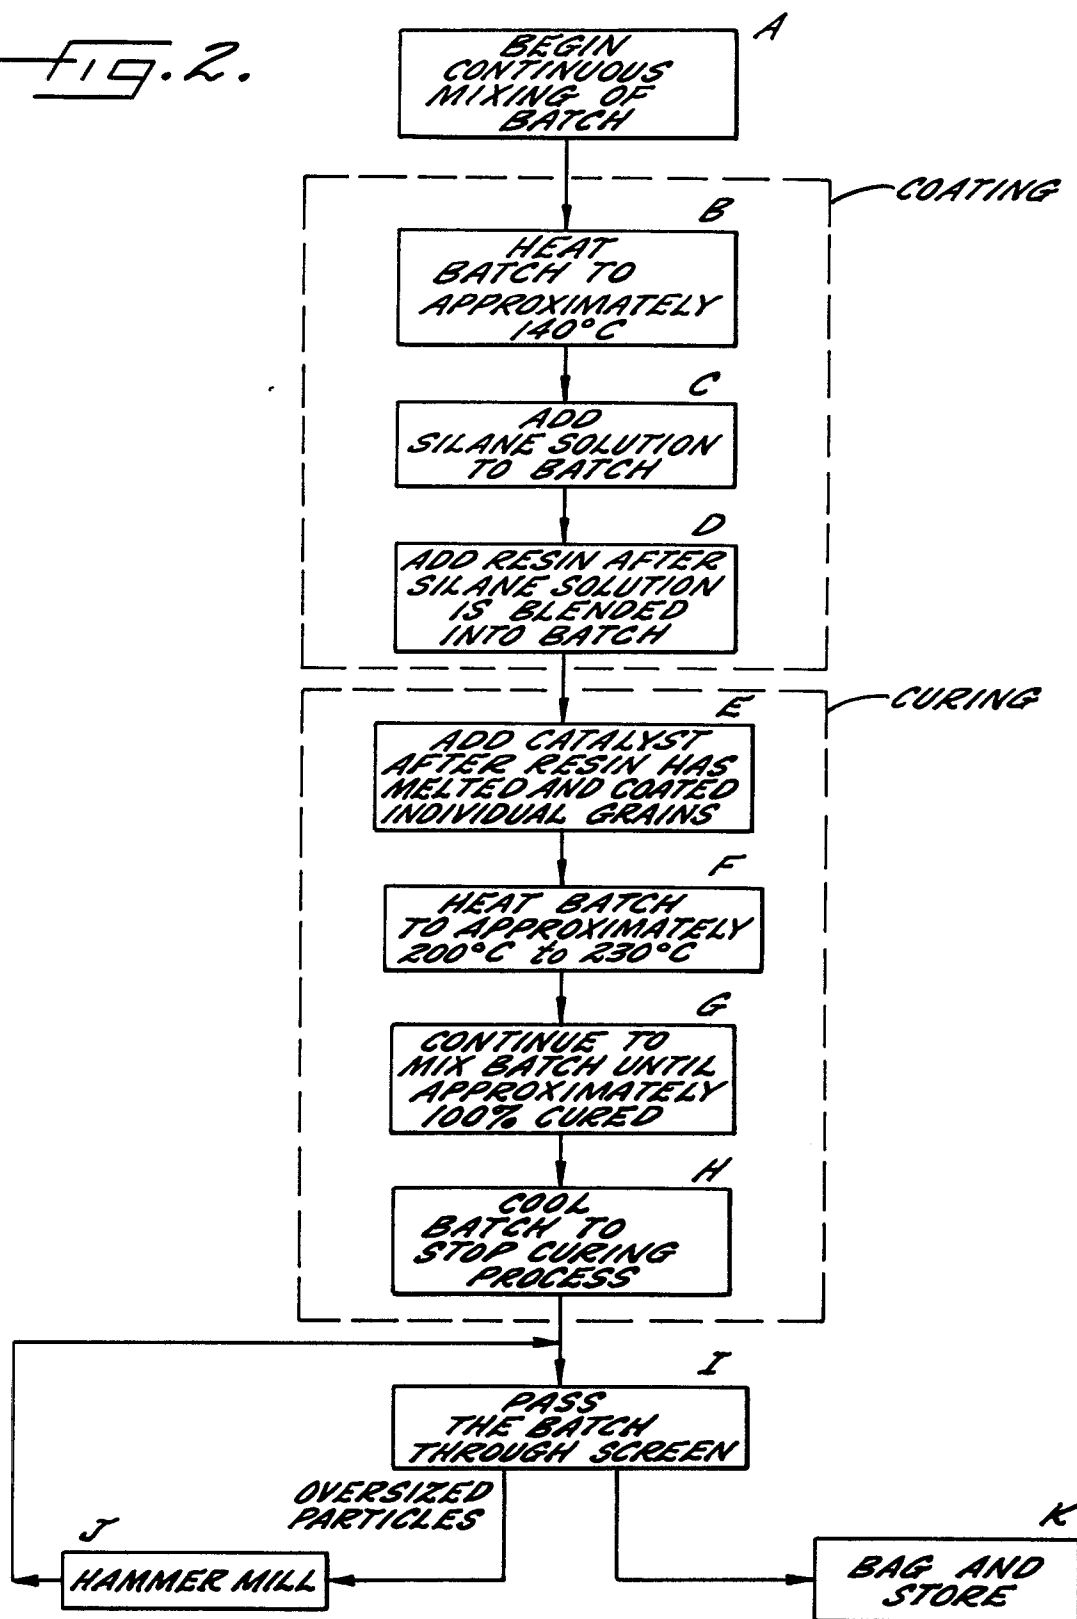 Fig. 2.
A
BEGIN
CONTINUOUS
MIXING OF
BATCH
COATING
B
HEAT
BATCH TO
APPROXIMATELY
140°C
C
ADD
SILANE SOLUTION
TO BATCH
D
ADD RESIN AFTER
SILANE SOLUTION
IS BLENDED
INTO BATCH
CURING
E
ADD CATALYST
AFTER RESIN HAS
MELTED AND COATED
INDIVIDUAL GRAINS
F
HEAT BATCH
TO APPROXIMATELY
200°C to 230°C
G
CONTINUE TO
MIX BATCH UNTIL
APPROXIMATELY
100% CURED
H
COOL
BATCH TO
STOP CURING
PROCESS
I
PASS
THE BATCH
THROUGH SCREEN
OVERSIZED
PARTICLES
J
HAMMER MILL
K
BAG AND
STORE